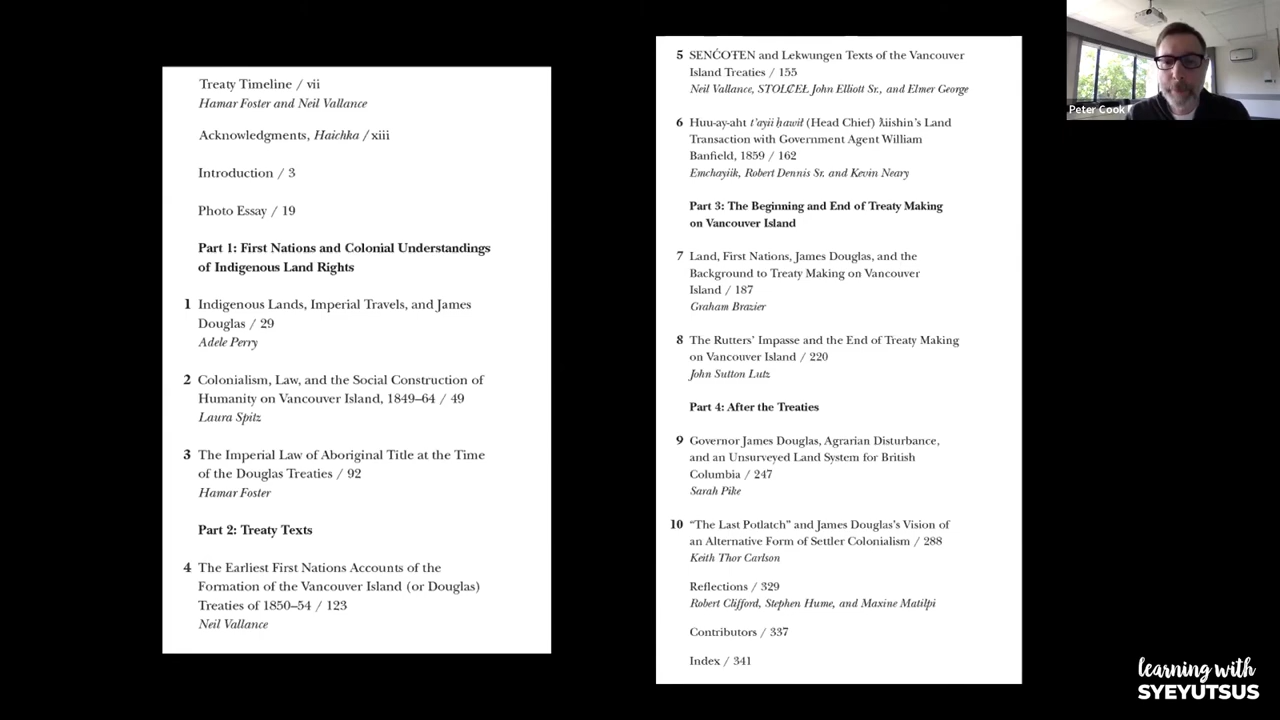 Treaty Timeline / vii
Hamar Foster and Neil Vallance
Acknowledgments, Haichka / xiii
Introduction / 3
Photo Essay / 19
Part 1: First Nations and Colonial Understandings
of Indigenous Land Rights
1 Indigenous Lands, Imperial Travels, and James
Douglas / 29
Adele Perry
2 Colonialism, Law, and the Social Construction of
Humanity on Vancouver Island, 1849–64 / 49
Laura Spitz
3 The Imperial Law of Aboriginal Title at the Time
of the Douglas Treaties / 92
Hamar Foster
Part 2: Treaty Texts
4 The Earliest First Nations Accounts of the
Formation of the Vancouver Island (or Douglas)
Treaties of 1850–54 / 123
Neil Vallance
5 SENĆOŦEN and Lekwungen Texts of the Vancouver
Island Treaties / 155
Neil Vallance, STOLȻEȽ John Elliott Sr., and Elmer George
6 Huu-ay-aht t'ayii ḥawił (Head Chief) ƛiishin's Land
Transaction with Government Agent William
Banfield, 1859 / 162
Emchayiik, Robert Dennis Sr. and Kevin Neary
Part 3: The Beginning and End of Treaty Making
on Vancouver Island
7 Land, First Nations, James Douglas, and the
Background to Treaty Making on Vancouver
Island / 187
Graham Brazier
8 The Rutters' Impasse and the End of Treaty Making
on Vancouver Island / 220
John Sutton Lutz
Part 4: After the Treaties
9 Governor James Douglas, Agrarian Disturbance,
and an Unsurveyed Land System for British
Columbia / 247
Sarah Pike
10 “The Last Potlatch” and James Douglas's Vision of
an Alternative Form of Settler Colonialism / 288
Keith Thor Carlson
Reflections / 329
Robert Clifford, Stephen Hume, and Maxine Matilpi
Contributors / 337
Index / 341
Peter Cook
learning with
SYEYUTSUS